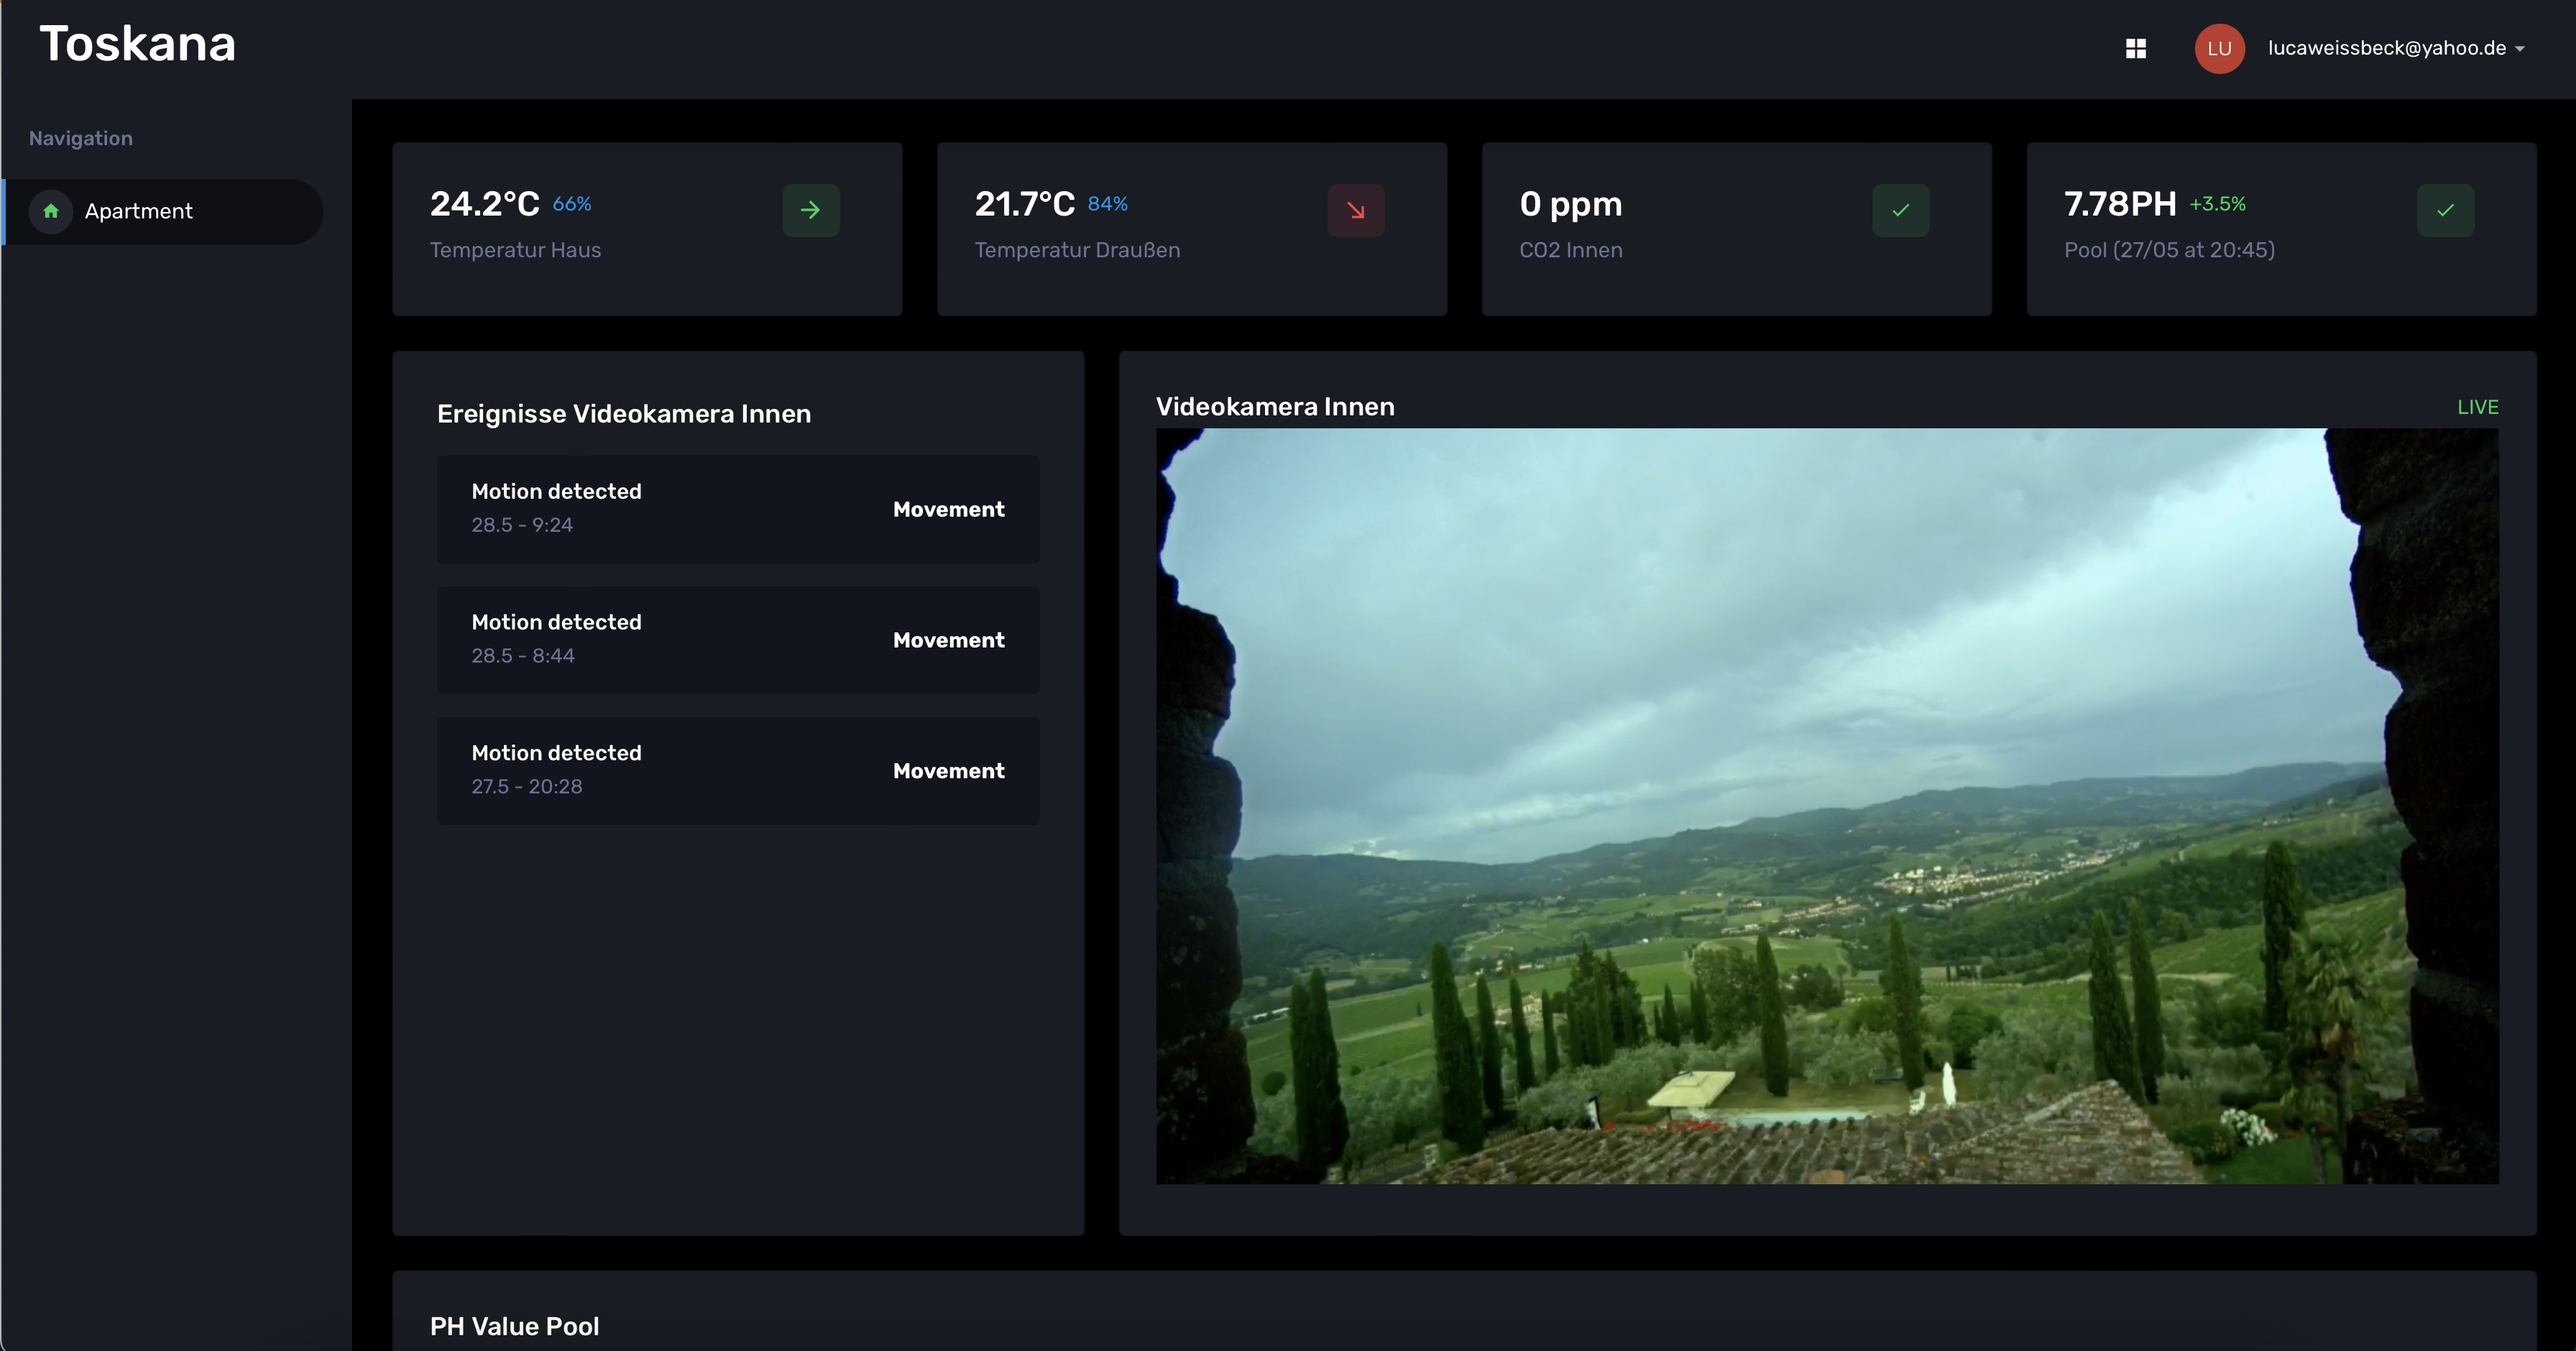 Toskana
LU
lucaweissbeck@yahoo.de
Navigation
Apartment
24.2°C 66%
Temperatur Haus
21.7°C 84%
Temperatur Draußen
0 ppm
CO2 Innen
7.78PH +3.5%
Pool (27/05 at 20:45)
Ereignisse Videokamera Innen
Motion detected
28.5 - 9:24
Movement
Motion detected
28.5 - 8:44
Movement
Motion detected
27.5 - 20:28
Movement
Videokamera Innen
LIVE
PH Value Pool